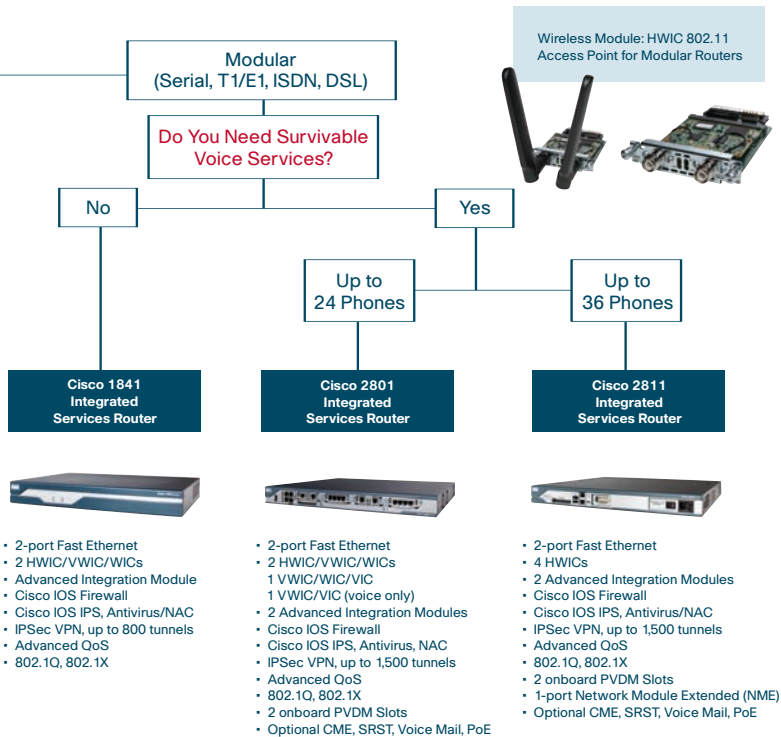 Wireless Module: HWIC 802.11
Access Point for Modular Routers
Modular
(Serial, T1/E1, ISDN, DSL)
Do You Need Survivable
Voice Services?
No
Yes
Up to
24 Phones
Up to
36 Phones
Cisco 1841
Integrated
Services Router
Cisco 2801
Integrated
Services Router
Cisco 2811
Integrated
Services Router
▪ 2-port Fast Ethernet
▪ 2 HWIC/VWIC/WICs
▪ Advanced Integration Module
▪ Cisco IOS Firewall
▪ Cisco IOS IPS, Antivirus/NAC
▪ IPSec VPN, up to 800 tunnels
▪ Advanced QoS
▪ 802.1Q, 802.1X
▪ 2-port Fast Ethernet
▪ 2 HWIC/VWIC/WICs
1 VWIC/WIC/VIC
1 VWIC/VIC (voice only)
▪ 2 Advanced Integration Modules
▪ Cisco IOS Firewall
▪ Cisco IOS IPS, Antivirus, NAC
▪ IPSec VPN, up to 1,500 tunnels
▪ Advanced QoS
▪ 802.1Q, 802.1X
▪ 2 onboard PVDM Slots
▪ Optional CME, SRST, Voice Mail, PoE
▪ 2-port Fast Ethernet
▪ 4 HWICs
▪ 2 Advanced Integration Modules
▪ Cisco IOS Firewall
▪ Cisco IOS IPS, Antivirus/NAC
▪ IPSec VPN, up to 1,500 tunnels
▪ Advanced QoS
▪ 802.1Q, 802.1X
▪ 2 onboard PVDM Slots
▪ 1-port Network Module Extended (NME)
▪ Optional CME, SRST, Voice Mail, PoE